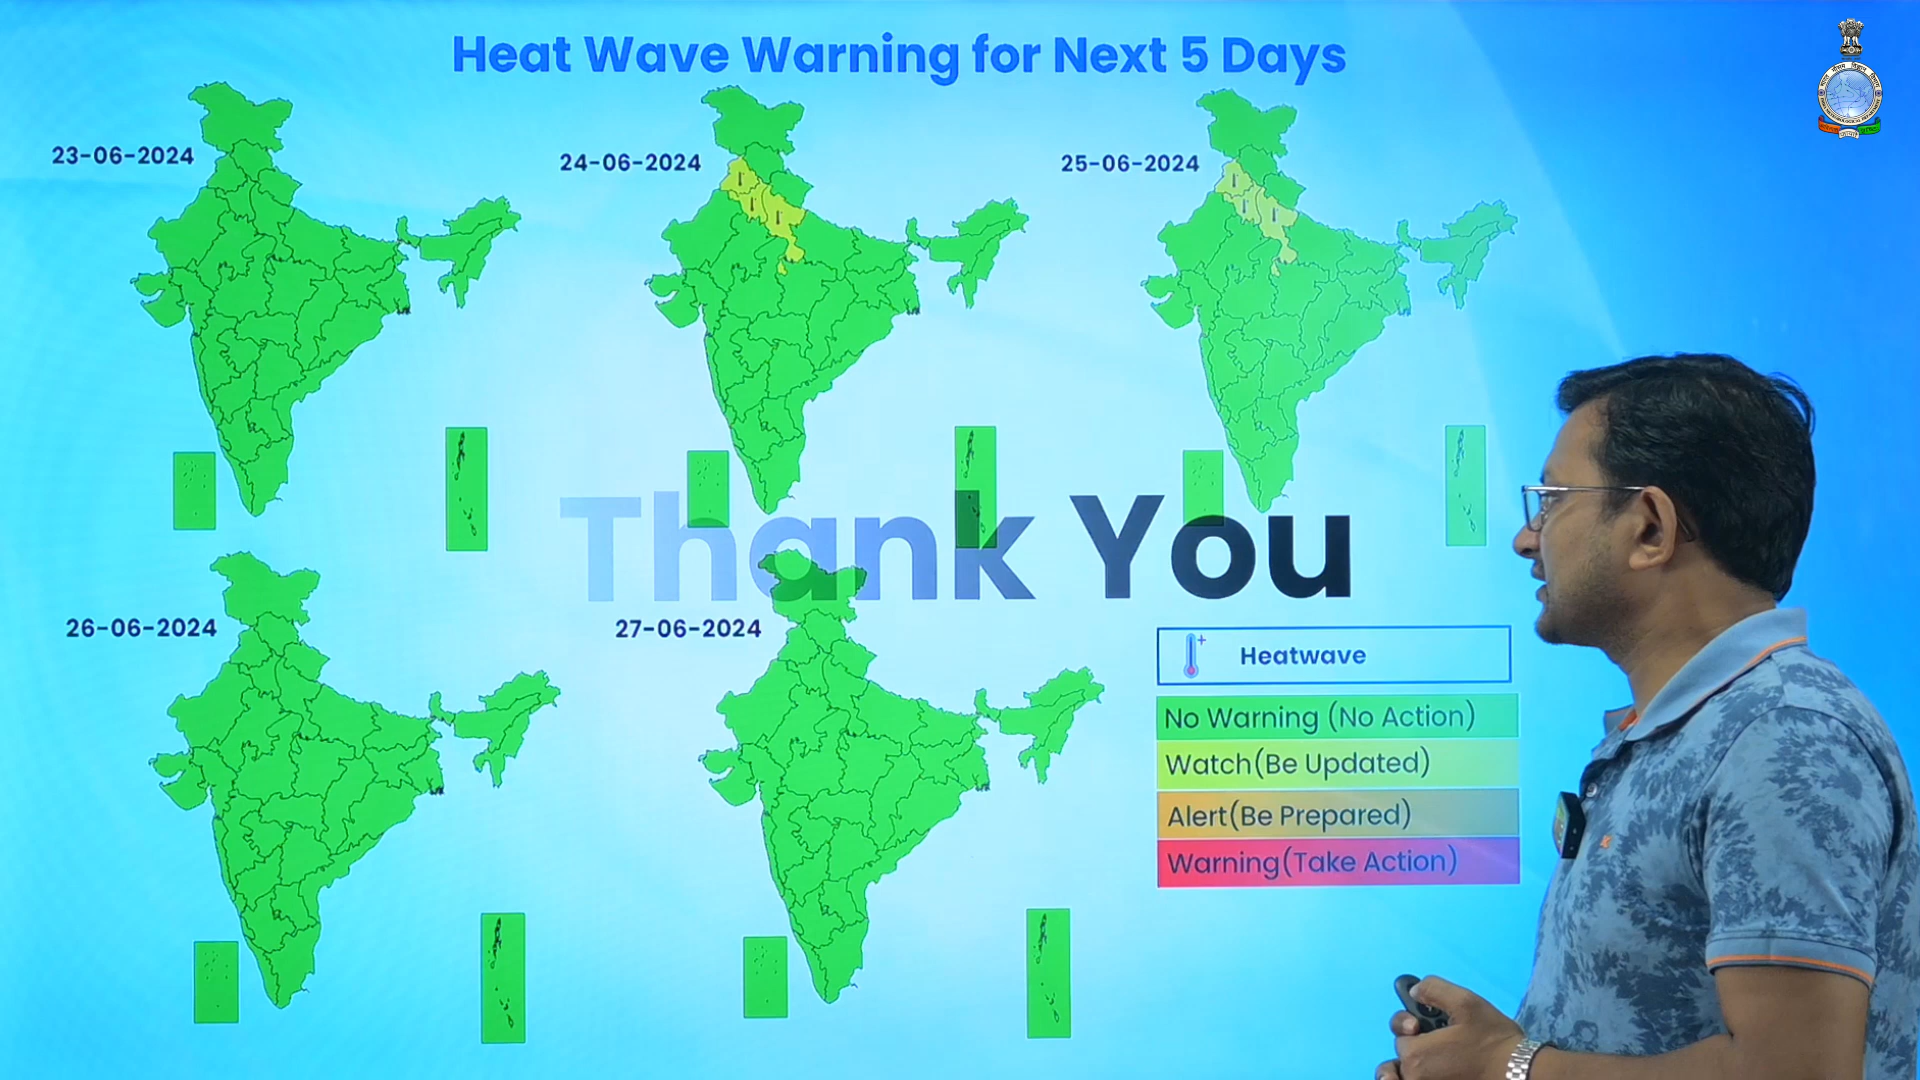 Heat Wave Warning for Next 5 Days
23-06-2024
24-06-2024
25-06-2024
Thank You
26-06-2024
27-06-2024
Heatwave
No Warning (No Action)
Watch(Be Updated)
Alert(Be Prepared)
Warning(Take Action)